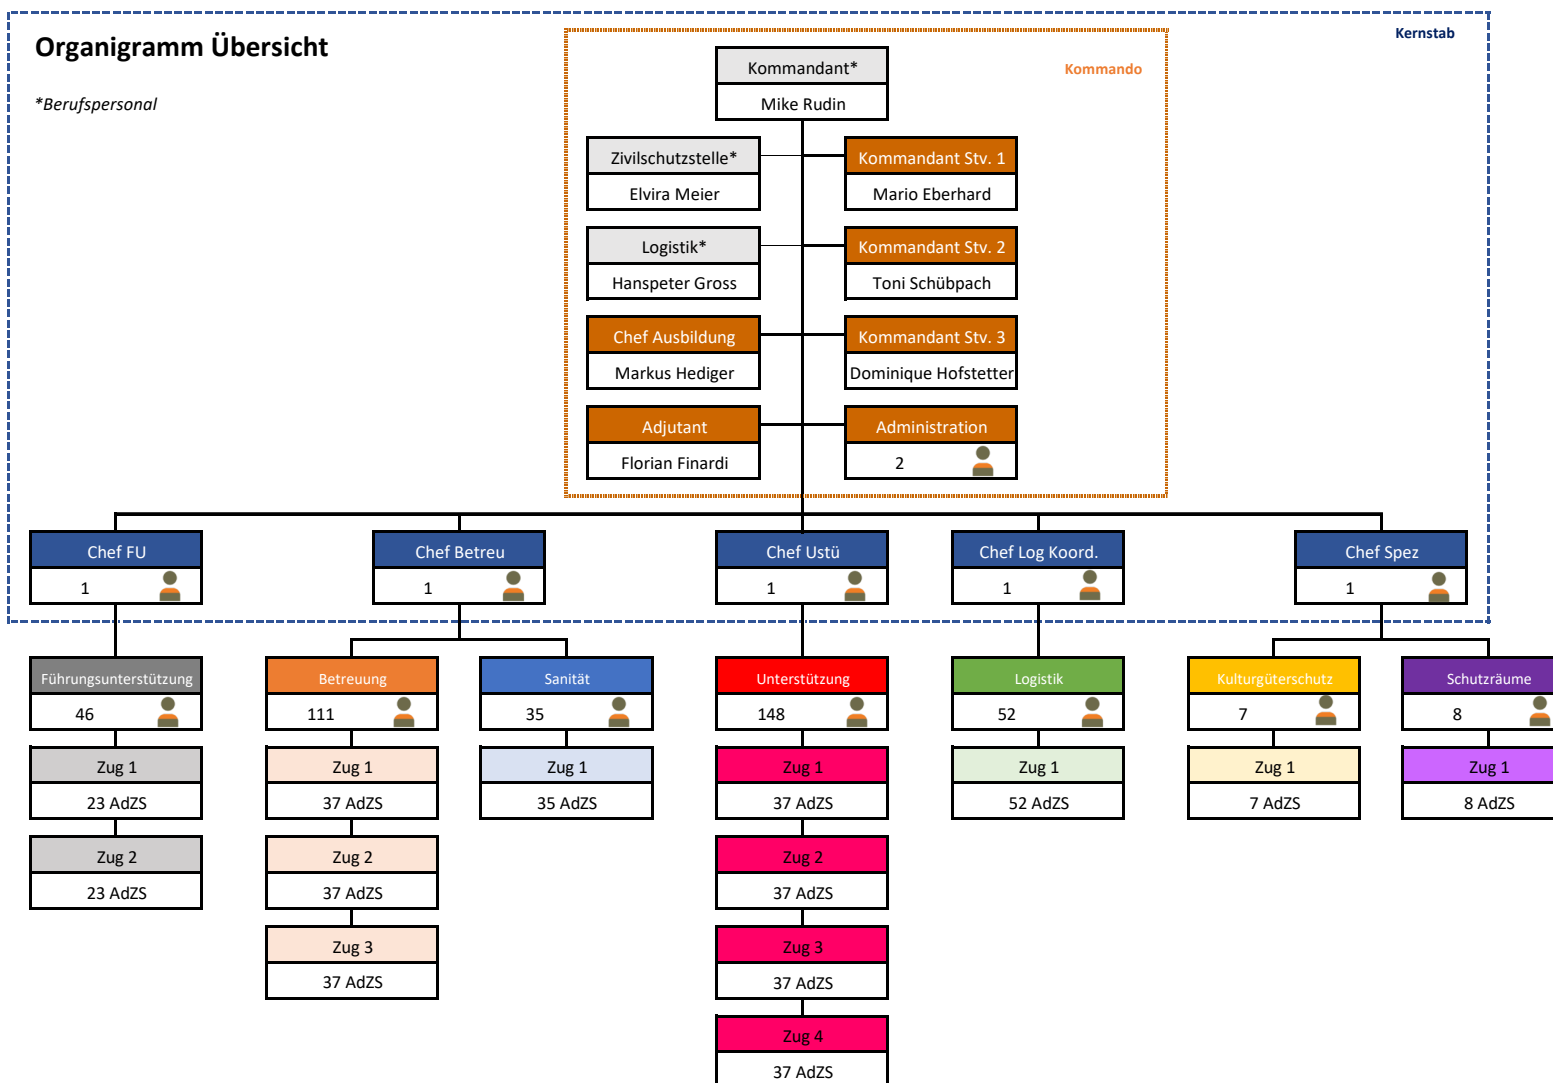 Organigramm Übersicht
*Berufspersonal
Kernstab
Kommando
Kommandant*
Mike Rudin
Zivilschutzstelle*
Elvira Meier
Kommandant Stv. 1
Mario Eberhard
Logistik*
Hanspeter Gross
Kommandant Stv. 2
Toni Schübpach
Chef Ausbildung
Markus Hediger
Kommandant Stv. 3
Dominique Hofstetter
Adjutant
Florian Finardi
Administration
2
Chef FU
1
Chef Betreu
1
Chef Ustü
1
Chef Log Koord.
1
Chef Spez
1
Führungsunterstützung
46
Zug 1
23 AdZS
Zug 2
23 AdZS
Betreuung
111
Zug 1
37 AdZS
Zug 2
37 AdZS
Zug 3
37 AdZS
Sanität
35
Zug 1
35 AdZS
Unterstützung
148
Zug 1
37 AdZS
Zug 2
37 AdZS
Zug 3
37 AdZS
Zug 4
37 AdZS
Logistik
52
Zug 1
52 AdZS
Kulturgüterschutz
7
Zug 1
7 AdZS
Schutzräume
8
Zug 1
8 AdZS